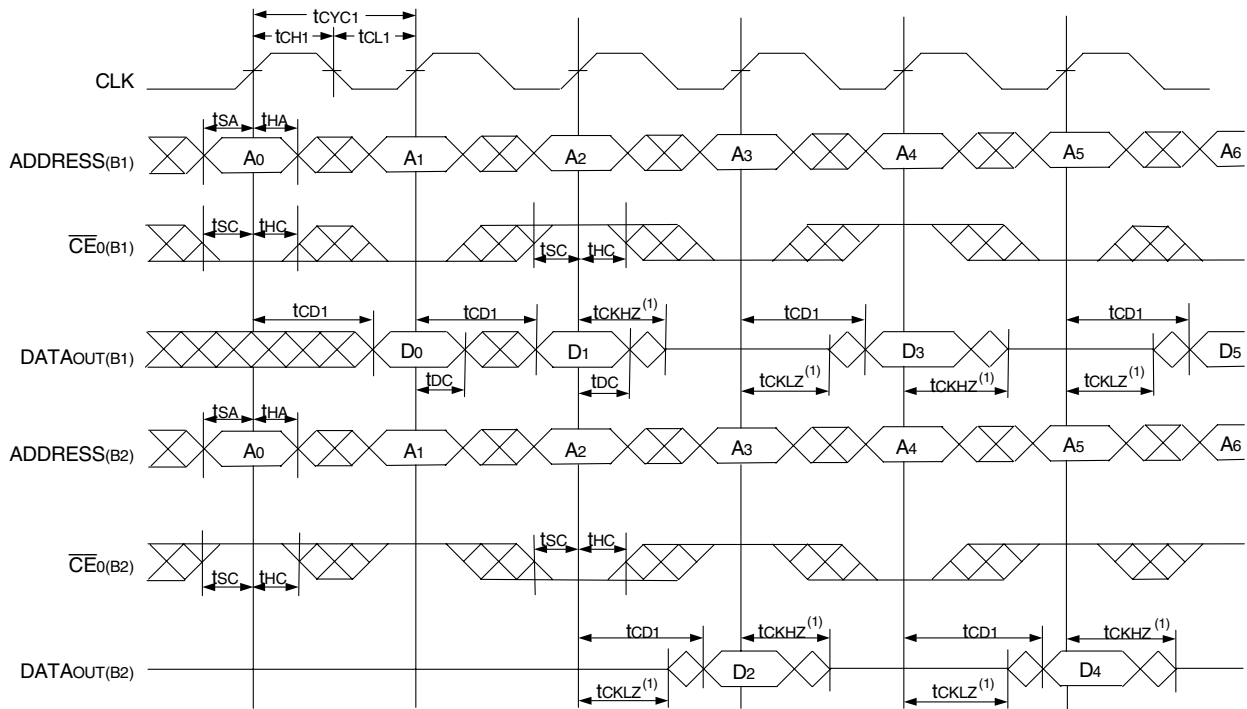 tCYC1
tCH1 tCL1
CLK
tSA tHA
ADDRESS(B1) A0 A1 A2 A3 A4 A5 A6
tSC tHC
CE0(B1)
tSC tHC
tCD1 tCD1 tCKHZ(1) tCD1 tCD1
DATAOUT(B1) D0 D1 D3 D5
tDC tDC tCKLZ(1) tCKHZ(1) tCKLZ(1)
tSA tHA
ADDRESS(B2) A0 A1 A2 A3 A4 A5 A6
tSC tHC
CE0(B2)
tSC tHC
tCD1 tCKHZ(1) tCD1 tCKHZ(1)
DATAOUT(B2) D2 D4
tCKLZ(1) tCKLZ(1)